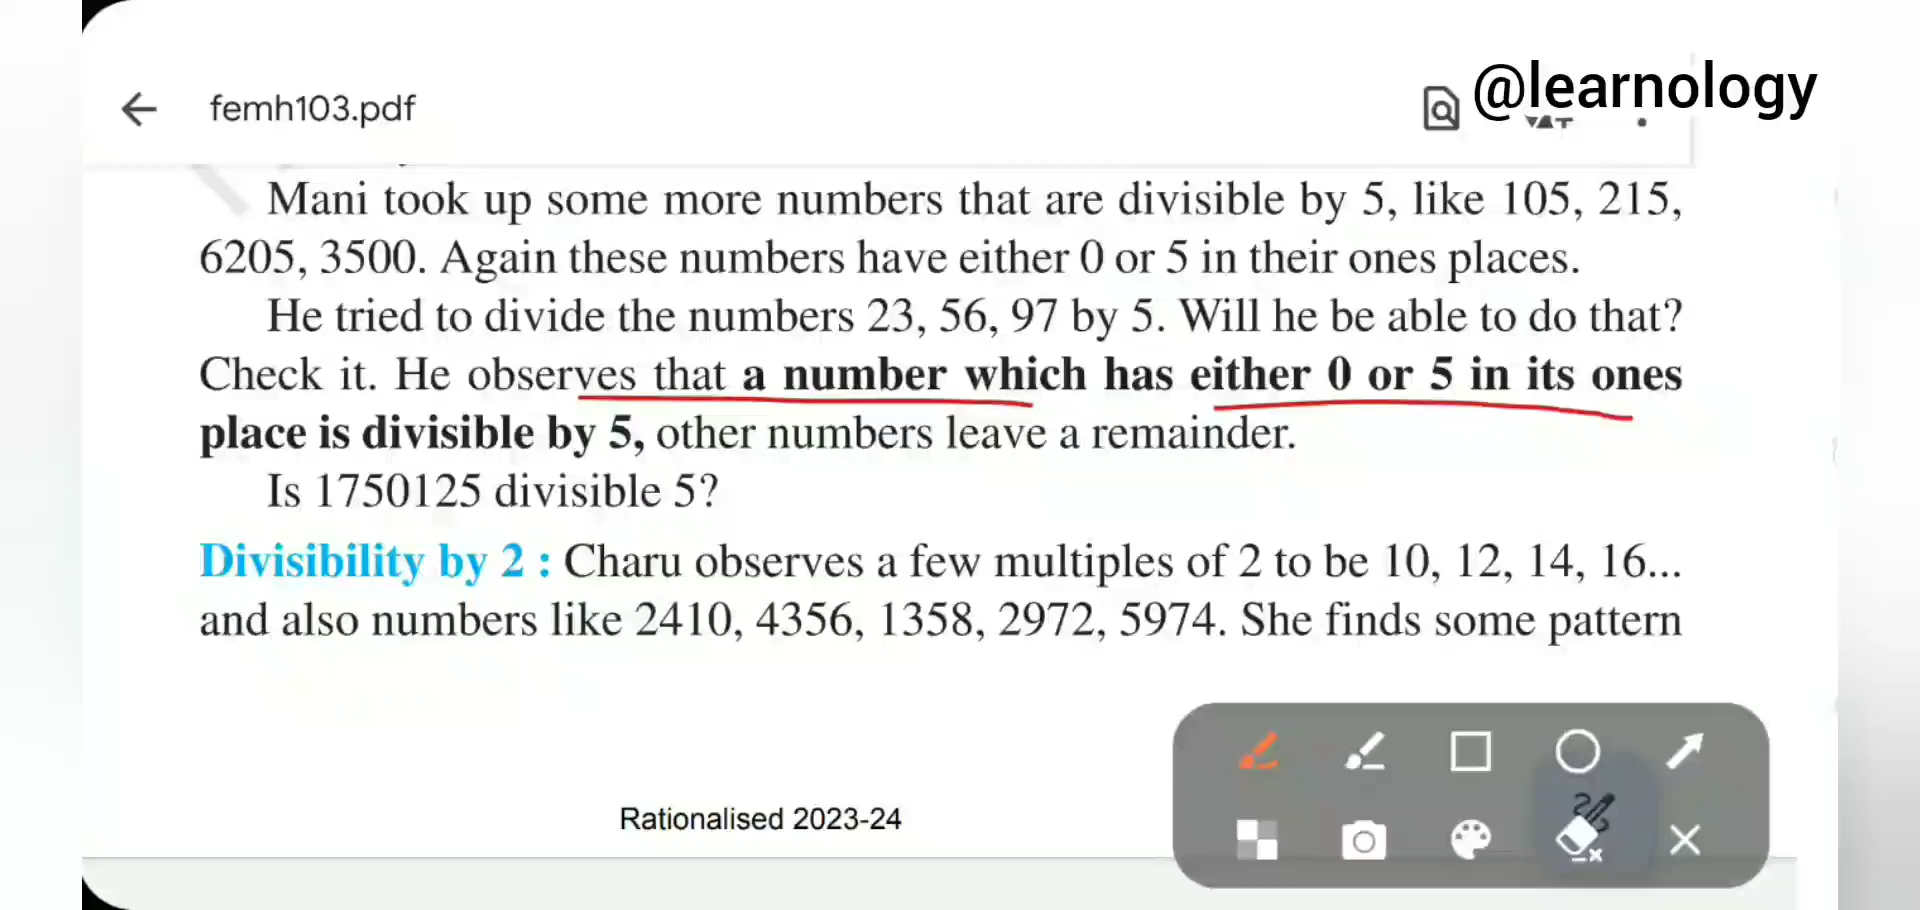 @learnology
femh103.pdf
Mani took up some more numbers that are divisible by 5, like 105, 215,
6205, 3500. Again these numbers have either 0 or 5 in their ones places.
He tried to divide the numbers 23, 56, 97 by 5. Will he be able to do that?
Check it. He observes that a number which has either 0 or 5 in its ones
place is divisible by 5, other numbers leave a remainder.
Is 1750125 divisible 5?
Divisibility by 2 : Charu observes a few multiples of 2 to be 10, 12, 14, 16...
and also numbers like 2410, 4356, 1358, 2972, 5974. She finds some pattern
Rationalised 2023-24